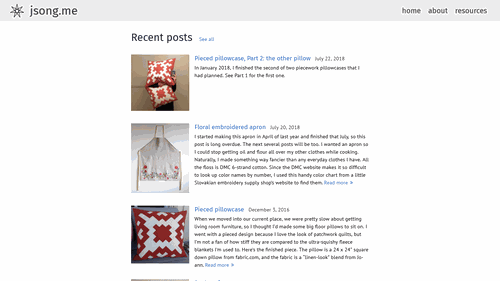 jsong.me
home about resources
Recent posts See all
Pieced pillowcase, Part 2: the other pillow July 22, 2018
In January 2018, I finished the second of two piecework pillowcases that I
had planned. See Part 1 for the first one.
Floral embroidered apron July 20, 2018
I started making this apron in April of last year and finished that July, so this
post is long overdue. The next several posts will be too. I wanted an apron so
I could stop getting oil and flour all over my other clothes while cooking.
Naturally, I made something way fancier than any everyday clothes I have. All
the floss is DMC 6-strand cotton. Since the DMC website makes it so difficult
to look up color names by number, I used this handy color chart from a little
Slovakian embroidery supply shop's website to find them. Read more »
Pieced pillowcase December 3, 2016
When we moved into our current place, we were pretty slow about getting
living room furniture, so I thought I'd made some big floor pillows to sit on. I
went with a pieced design because I love the look of patchwork quilts, but
I'm not a fan of how stiff they are compared to the ultra-squishy fleece
blankets I'm used to. Here's the finished piece. The pillow is a 24 x 24" square
down pillow from fabric.com, and the fabric is a "linen-look" blend from Jo-
ann. Read more »